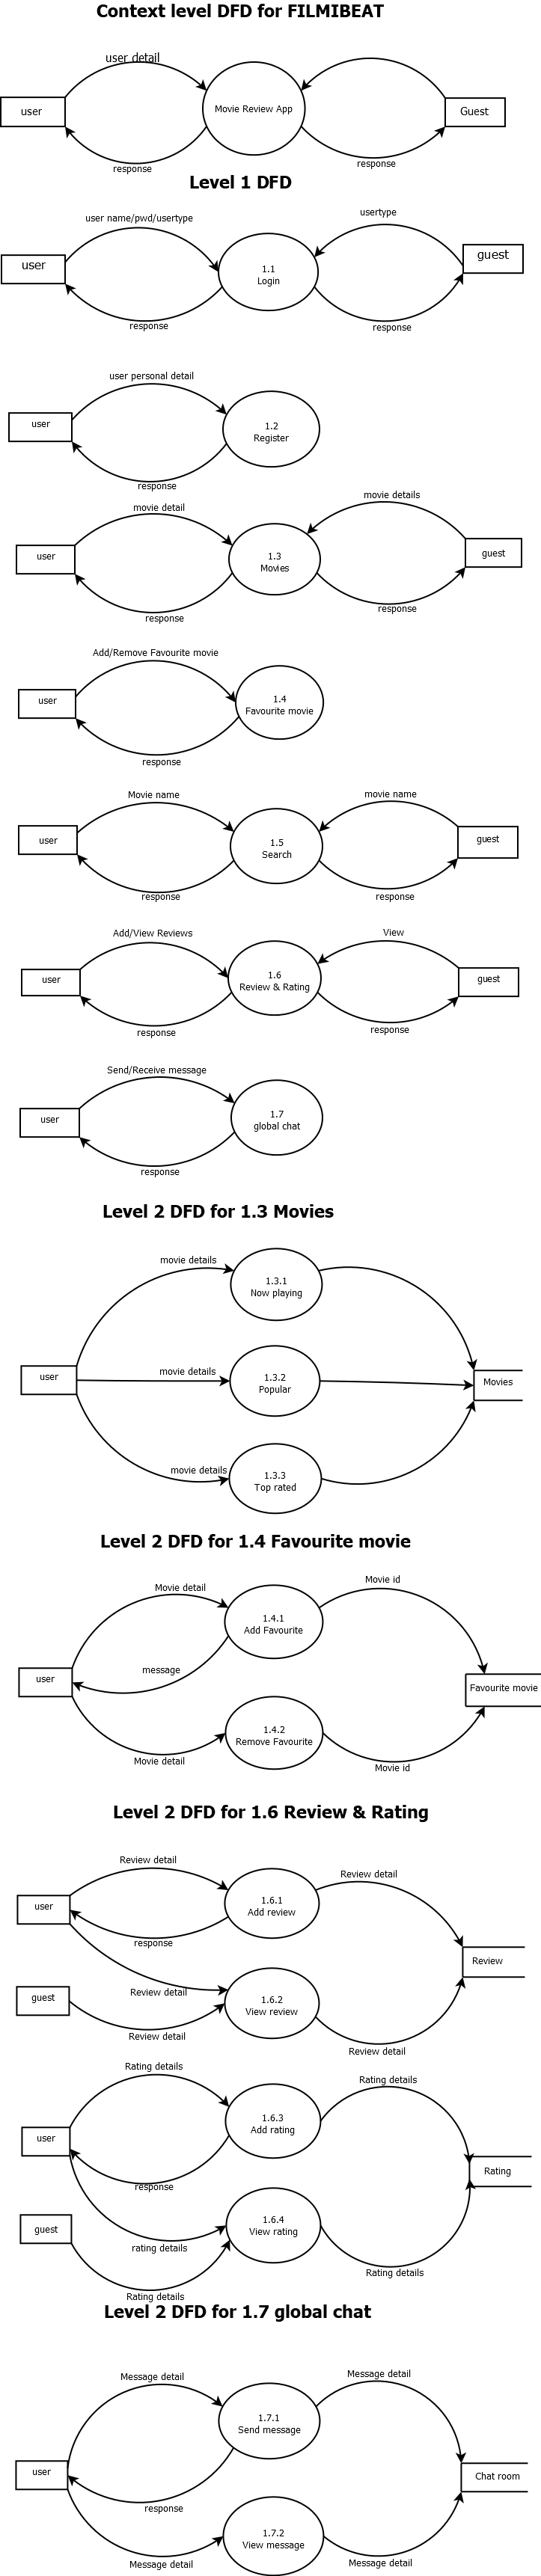 Context level DFD for FILMIBEAT
user detail
user
Movie Review App
Guest
response
response
Level 1 DFD
user name/pwd/usertype
usertype
user
1.1
Login
guest
response
response
user personal detail
user
1.2
Register
response
movie detail
movie details
user
1.3
Movies
guest
response
response
Add/Remove Favourite movie
user
1.4
Favourite movie
response
Movie name
movie name
user
1.5
Search
guest
response
response
Add/View Reviews
View
user
1.6
Review & Rating
guest
response
response
Send/Receive message
user
1.7
global chat
response
Level 2 DFD for 1.3 Movies
movie details
1.3.1
Now playing
movie details
user
1.3.2
Popular
Movies
movie details
1.3.3
Top rated
Level 2 DFD for 1.4 Favourite movie
Movie detail
Movie id
1.4.1
Add Favourite
message
user
Favourite movie
1.4.2
Remove Favourite
Movie detail
Movie id
Level 2 DFD for 1.6 Review & Rating
Review detail
Review detail
user
1.6.1
Add review
response
Review
Review detail
guest
1.6.2
View review
Review detail
Review detail
Rating details
Rating details
user
1.6.3
Add rating
response
Rating
guest
1.6.4
View rating
rating details
Rating details
Rating details
Level 2 DFD for 1.7 global chat
Message detail
Message detail
1.7.1
Send message
user
Chat room
response
1.7.2
View message
Message detail
Message detail